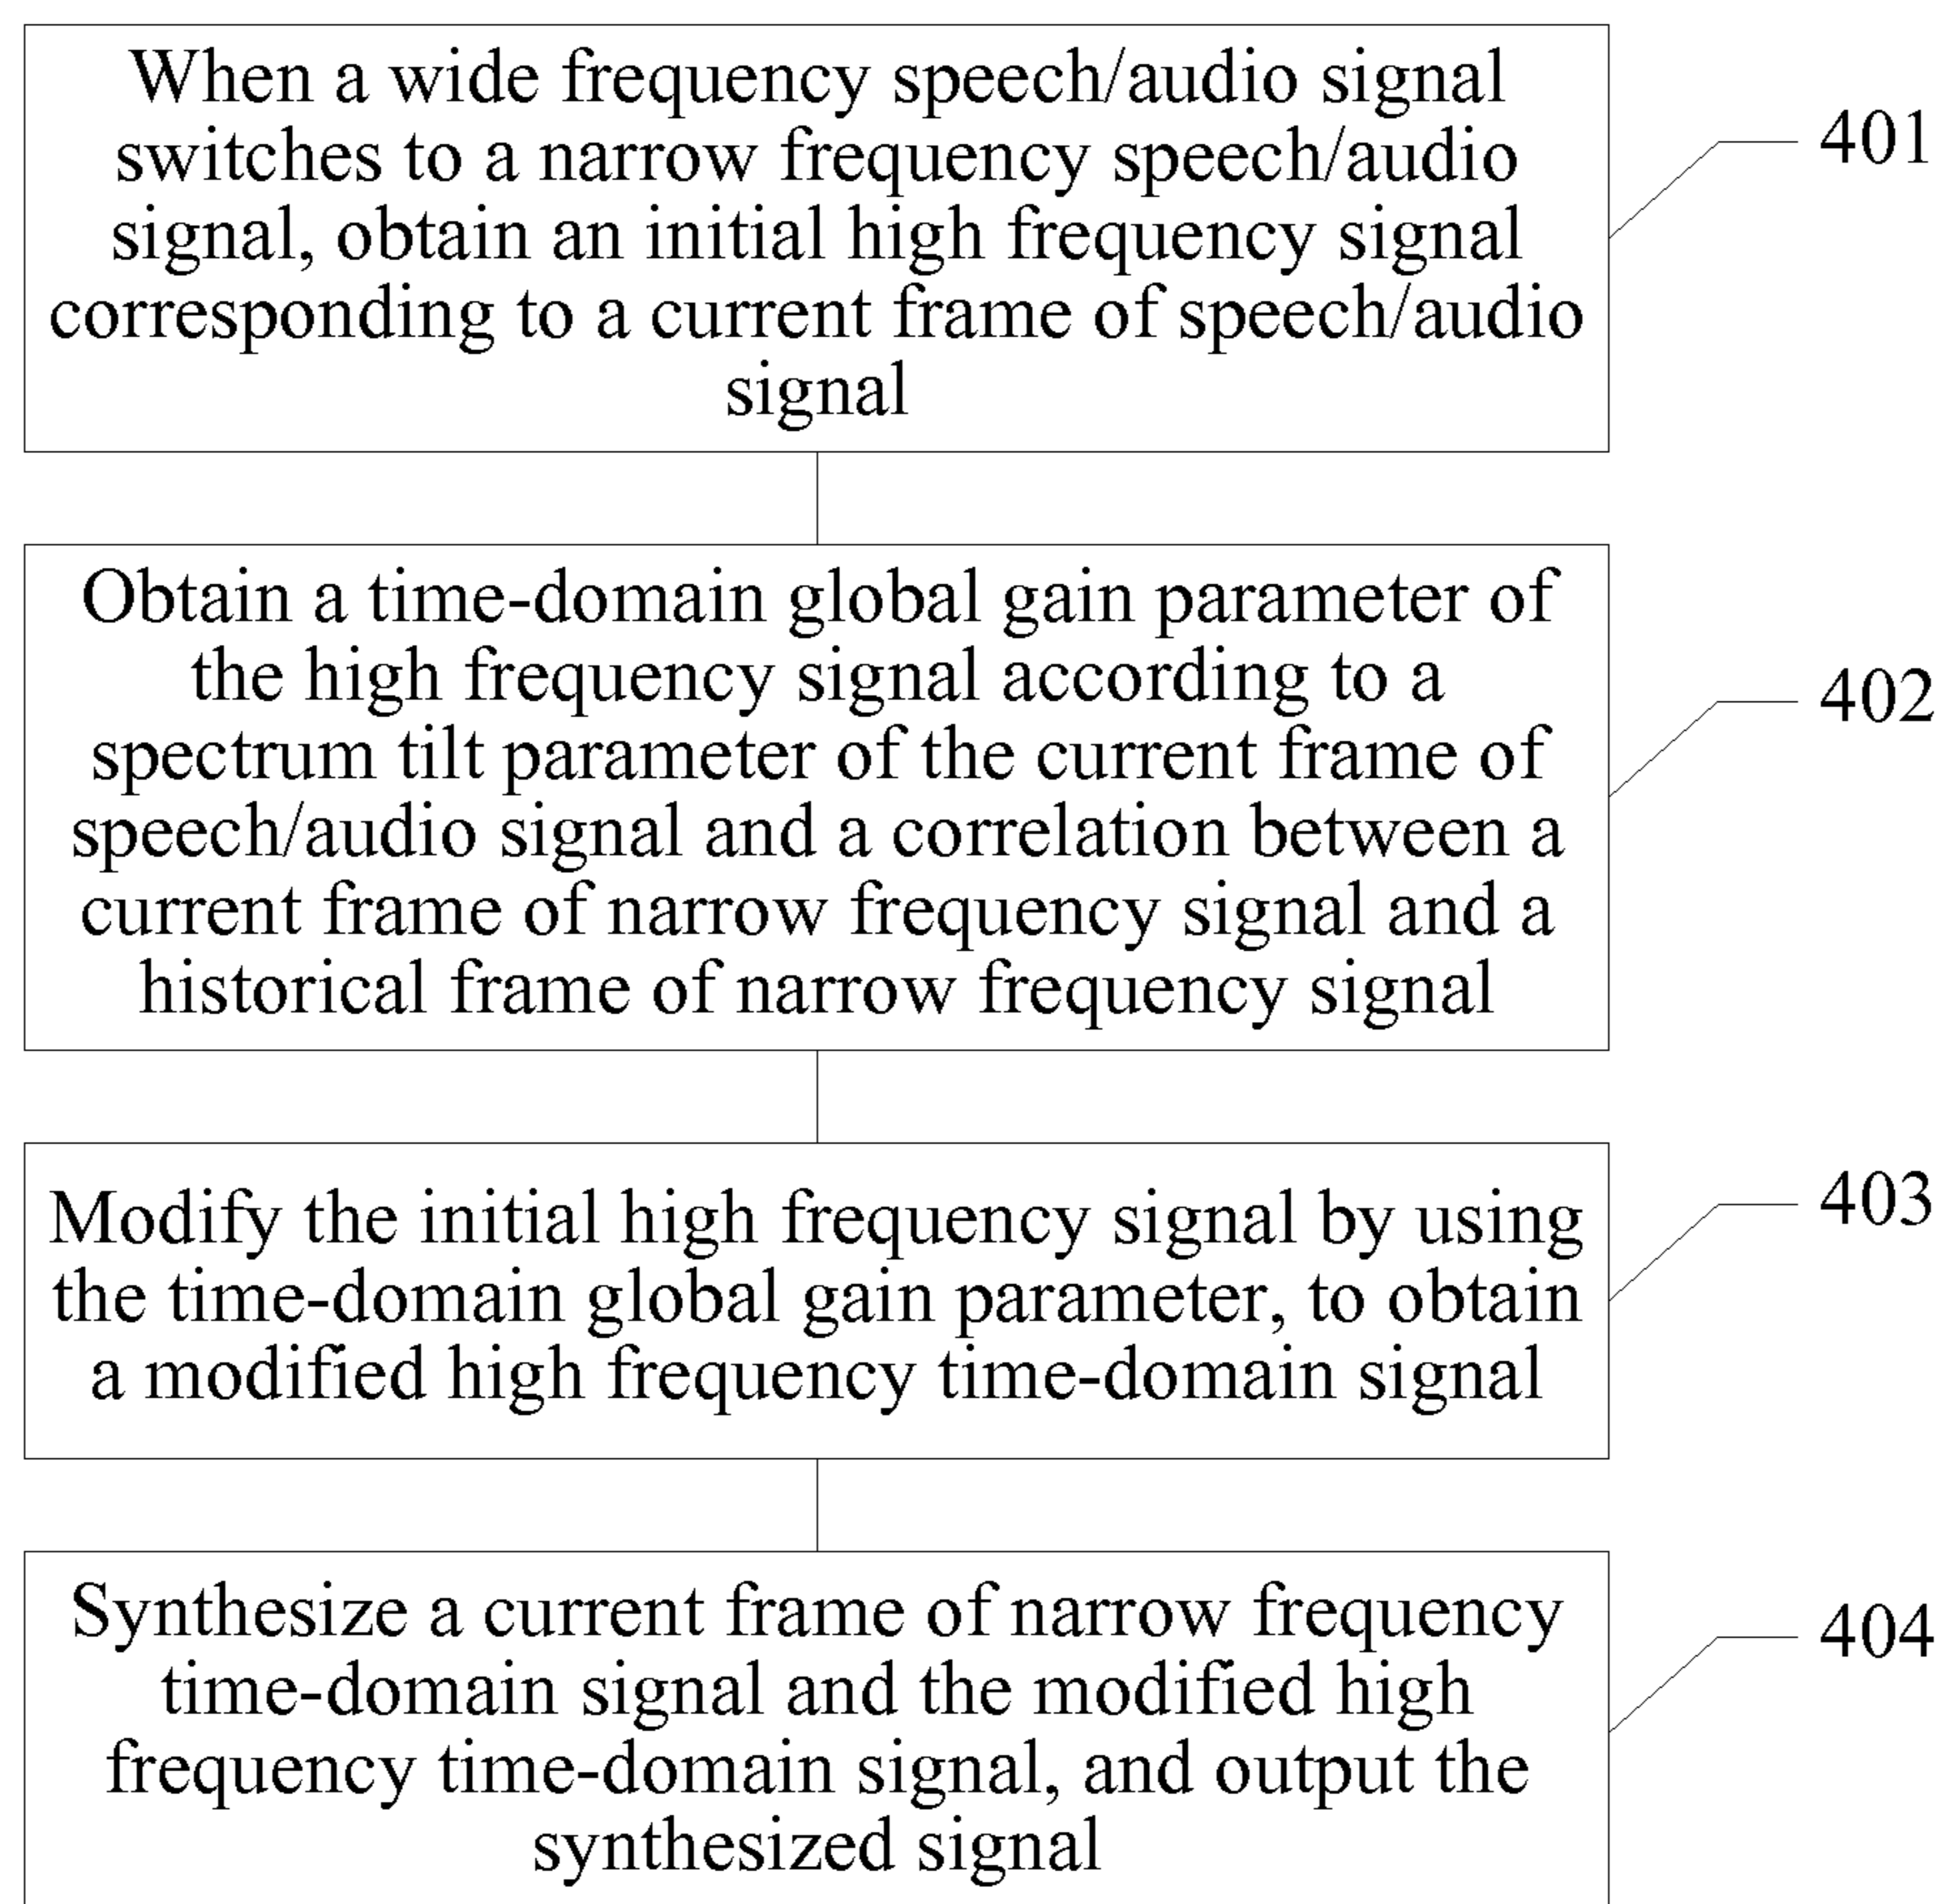 When a wide frequency speech/audio signal
switches to a narrow frequency speech/audio
signal, obtain an initial high frequency signal
corresponding to a current frame of speech/audio
signal
401
Obtain a time-domain global gain parameter of
the high frequency signal according to a
spectrum tilt parameter of the current frame of
speech/audio signal and a correlation between a
current frame of narrow frequency signal and a
historical frame of narrow frequency signal
402
Modify the initial high frequency signal by using
the time-domain global gain parameter, to obtain
a modified high frequency time-domain signal
403
Synthesize a current frame of narrow frequency
time-domain signal and the modified high
frequency time-domain signal, and output the
synthesized signal
404